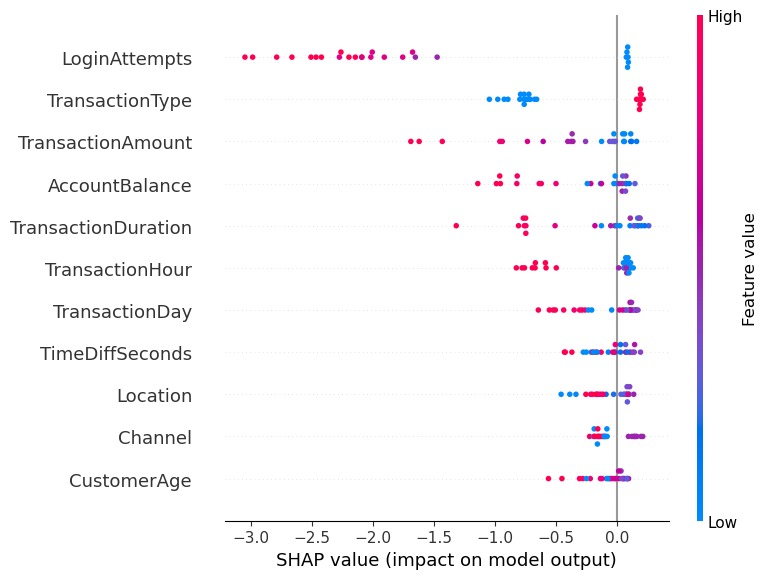 High
LoginAttempts
TransactionType
TransactionAmount
AccountBalance
TransactionDuration
TransactionHour
TransactionDay
TimeDiffSeconds
Location
Channel
CustomerAge
Feature value
Low
−3.0 −2.5 −2.0 −1.5 −1.0 −0.5 0.0
SHAP value (impact on model output)